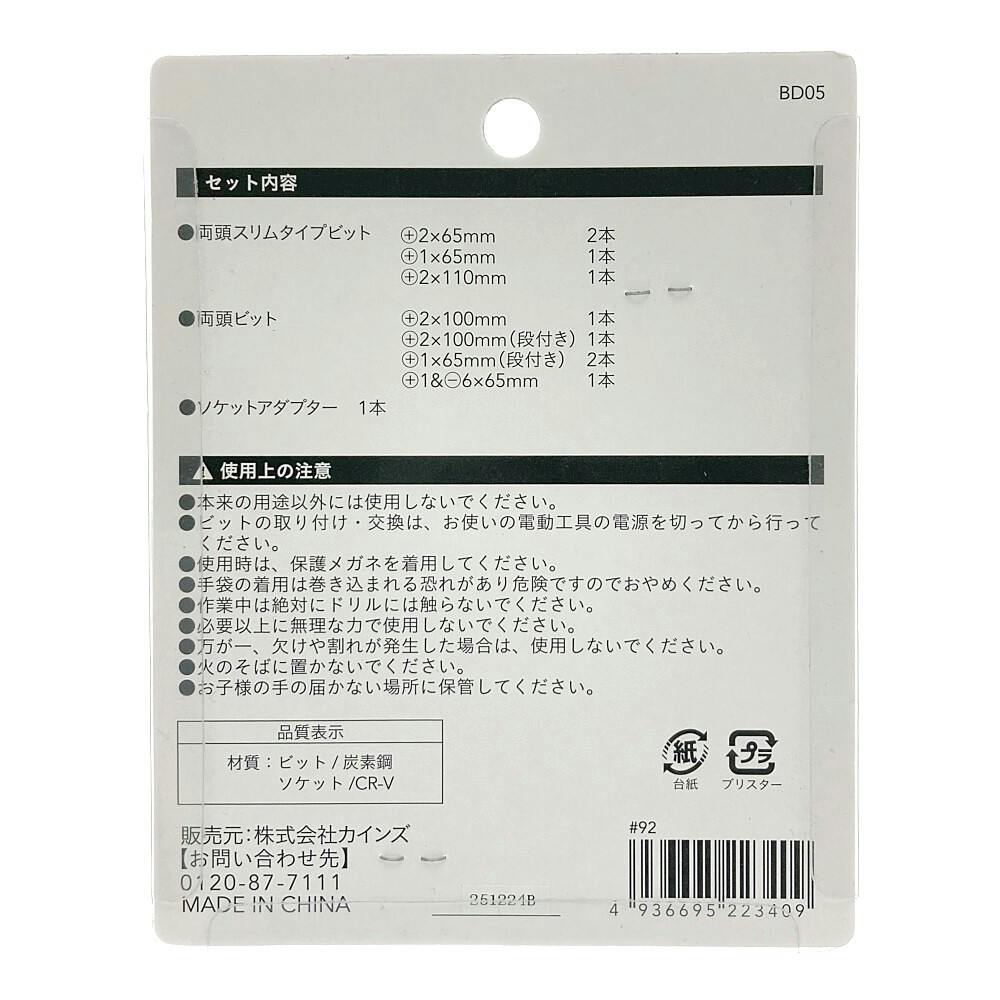 BD05
セット内容
●両頭スリムタイプビット ⊕2×65mm 2本
⊕1×65mm 1本
⊕2×110mm 1本
●両頭ビット ⊕2×100mm 1本
⊕2×100mm(段付き) 1本
⊕1×65mm(段付き) 2本
⊕1&⊖6×65mm 1本
●ソケットアダプター 1本
⚠使用上の注意
●本来の用途以外には使用しないでください。
●ビットの取り付け・交換は、お使いの電動工具の電源を切ってから行って
ください。
●使用時は、保護メガネを着用してください。
●手袋の着用は巻き込まれる恐れがあり危険ですのでおやめください。
●作業中は絶対にドリルには触らないでください。
●必要以上に無理な力で使用しないでください。
●万が一、欠けや割れが発生した場合は、使用しないでください。
●火のそばに置かないでください。
●お子様の手の届かない場所に保管してください。
品質表示
材質:ビット/炭素鋼
ソケット/CR-V
紙 プラ
台紙 ブリスター
販売元:株式会社カインズ
【お問い合わせ先】
0120-87-7111
MADE IN CHINA
251224B
#92
4 936695 223409